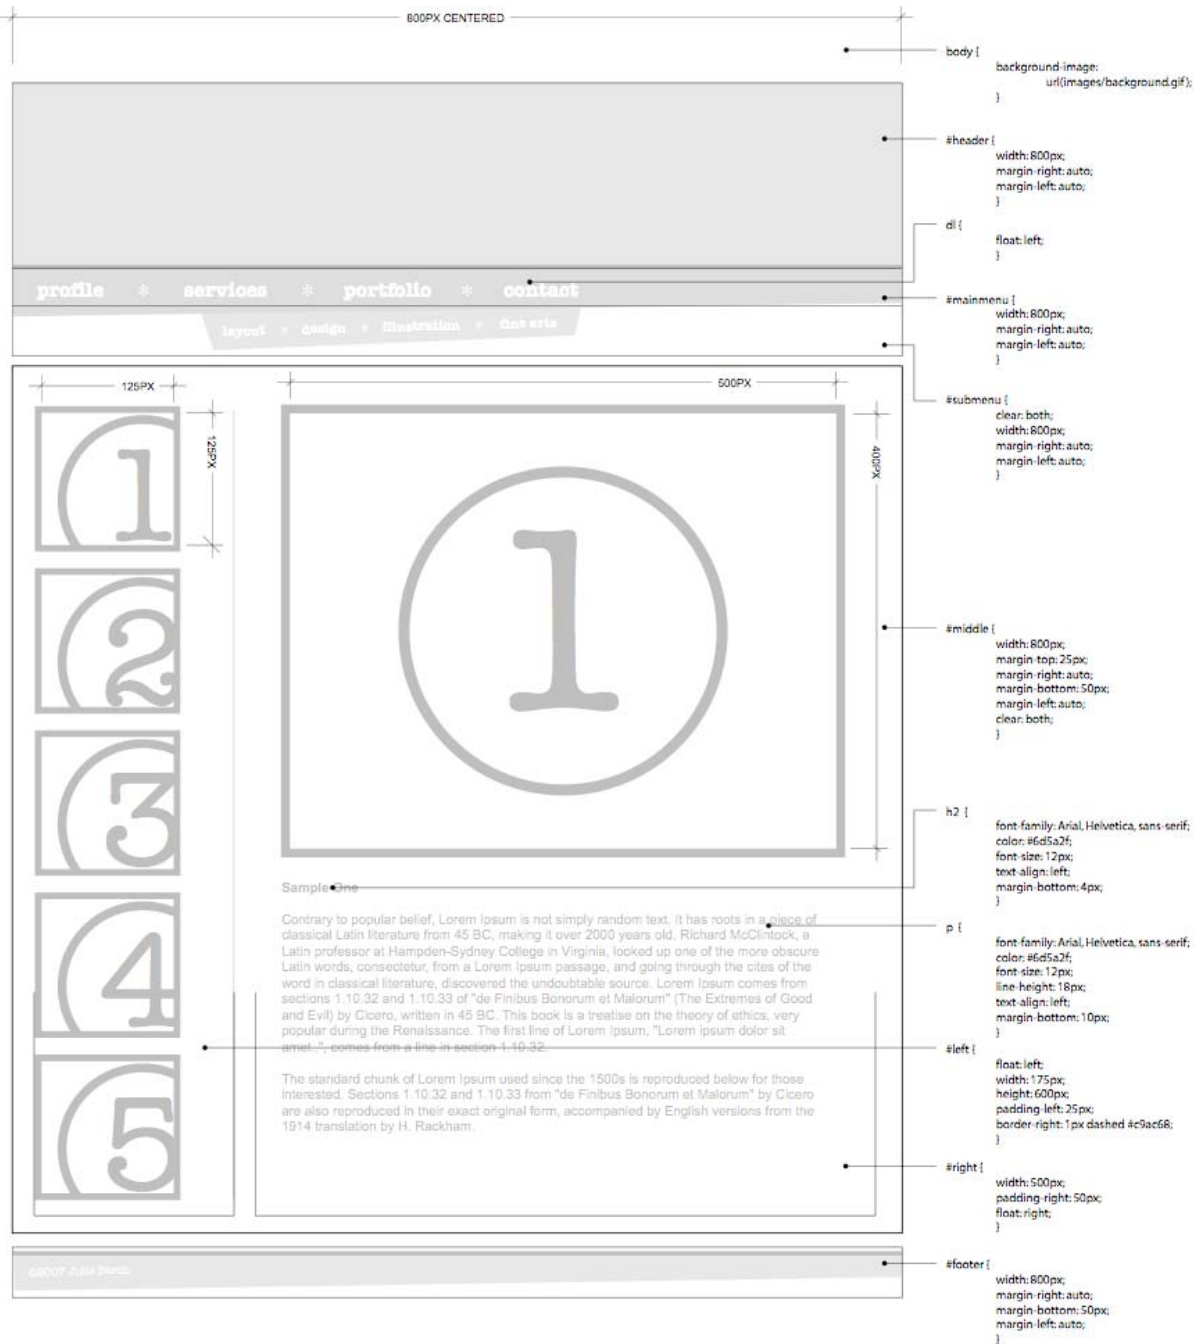 800PX CENTERED
body {
background-image:
url(images/background.gif);
}
#header {
width: 800px;
margin-right: auto;
margin-left: auto;
}
dl {
float: left;
}
profile * services * portfolio * contact
#mainmenu {
width: 800px;
margin-right: auto;
margin-left: auto;
}
layout * design * illustration * fine arts
#submenu {
clear: both;
width: 800px;
margin-right: auto;
margin-left: auto;
}
125PX
500PX
125PX
400PX
1
1
2
3
4
5
#middle {
width: 800px;
margin-top: 25px;
margin-right: auto;
margin-bottom: 50px;
margin-left: auto;
clear: both;
}
h2 {
font-family: Arial, Helvetica, sans-serif;
color: #6d5a2f;
font-size: 12px;
text-align: left;
margin-bottom: 4px;
}
Sample One
Contrary to popular belief, Lorem Ipsum is not simply random text. It has roots in a piece of
classical Latin literature from 45 BC, making it over 2000 years old. Richard McClintock, a
Latin professor at Hampden-Sydney College in Virginia, looked up one of the more obscure
Latin words, consectetur, from a Lorem Ipsum passage, and going through the cites of the
word in classical literature, discovered the undoubtable source. Lorem Ipsum comes from
sections 1.10.32 and 1.10.33 of "de Finibus Bonorum et Malorum" (The Extremes of Good
and Evil) by Cicero, written in 45 BC. This book is a treatise on the theory of ethics, very
popular during the Renaissance. The first line of Lorem Ipsum, "Lorem ipsum dolor sit
amet..", comes from a line in section 1.10.32.
The standard chunk of Lorem Ipsum used since the 1500s is reproduced below for those
interested. Sections 1.10.32 and 1.10.33 from "de Finibus Bonorum et Malorum" by Cicero
are also reproduced in their exact original form, accompanied by English versions from the
1914 translation by H. Rackham.
p {
font-family: Arial, Helvetica, sans-serif;
color: #6d5a2f;
font-size: 12px;
line-height: 18px;
text-align: left;
margin-bottom: 10px;
}
#left {
float: left;
width: 175px;
height: 600px;
padding-left: 25px;
border-right: 1px dashed #c9ac68;
}
#right {
width: 500px;
padding-right: 50px;
float: right;
}
©2007 Julie
#footer {
width: 800px;
margin-right: auto;
margin-bottom: 50px;
margin-left: auto;
}